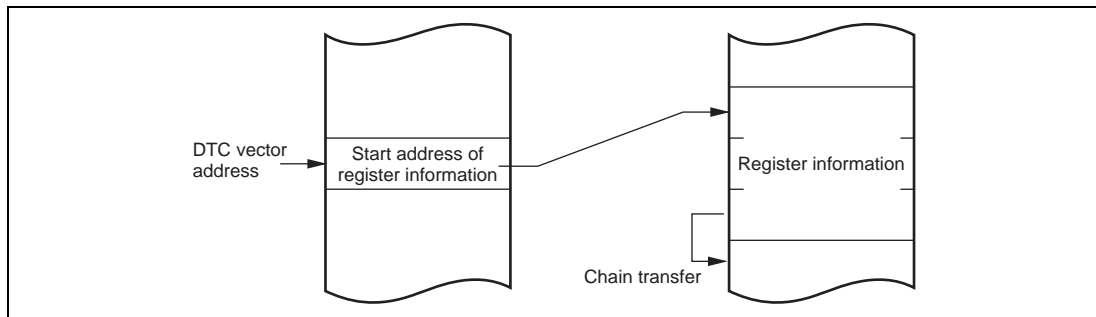 DTC vector
address
Start address of
register information
Register information
Chain transfer